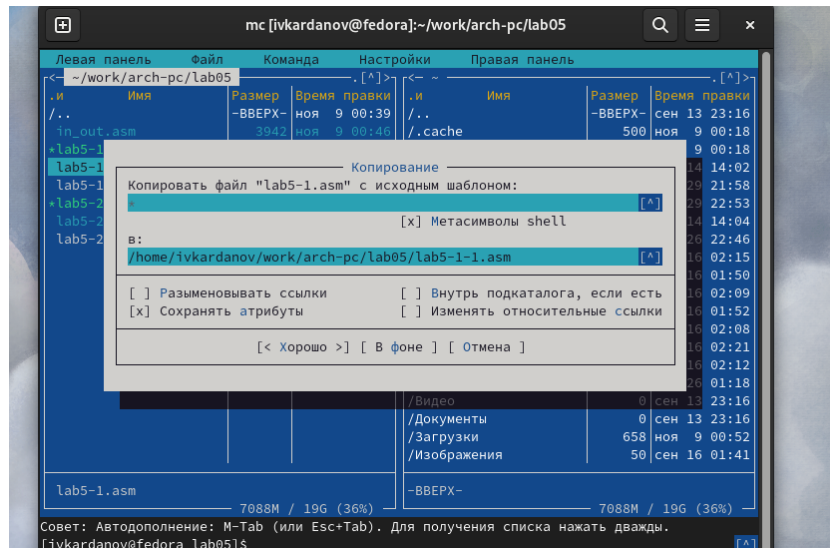 mc [ivkardanov@fedora]:~/work/arch-pc/lab05
Левая панель Файл Команда Настройки Правая панель
<— ~/work/arch-pc/lab05 .[^]> <— ~ .[^]>
.и Имя Размер Время правки .и Имя Размер Время правки
/.. -ВВЕРХ- ноя 9 00:39 /.. -ВВЕРХ- сен 13 23:16
in_out.asm 3942 ноя 9 00:46 /.cache 500 ноя 9 00:18
*lab5-1 9 00:18
lab5-1 Копирование 14 14:02
lab5-1 Копировать файл "lab5-1.asm" с исходным шаблоном: 29 21:58
*lab5-2 * [^] 29 22:53
lab5-2 [x] Метасимволы shell 14 14:04
lab5-2 в: 26 22:46
/home/ivkardanov/work/arch-pc/lab05/lab5-1-1.asm [^] 16 02:15
16 01:50
[ ] Разыменовывать ссылки [ ] Внутрь подкаталога, если есть 16 02:09
[x] Сохранять атрибуты [ ] Изменять относительные ссылки 16 01:52
16 02:08
[< Хорошо >] [ В фоне ] [ Отмена ] 16 02:21
16 02:12
26 01:18
/Видео 0 сен 13 23:16
/Документы 0 сен 13 23:16
/Загрузки 658 ноя 9 00:52
/Изображения 50 сен 16 01:41
lab5-1.asm -ВВЕРХ-
7088M / 19G (36%) 7088M / 19G (36%)
Совет: Автодополнение: M-Tab (или Esc+Tab). Для получения списка нажать дважды.
[ivkardanov@fedora lab05]$ [^]